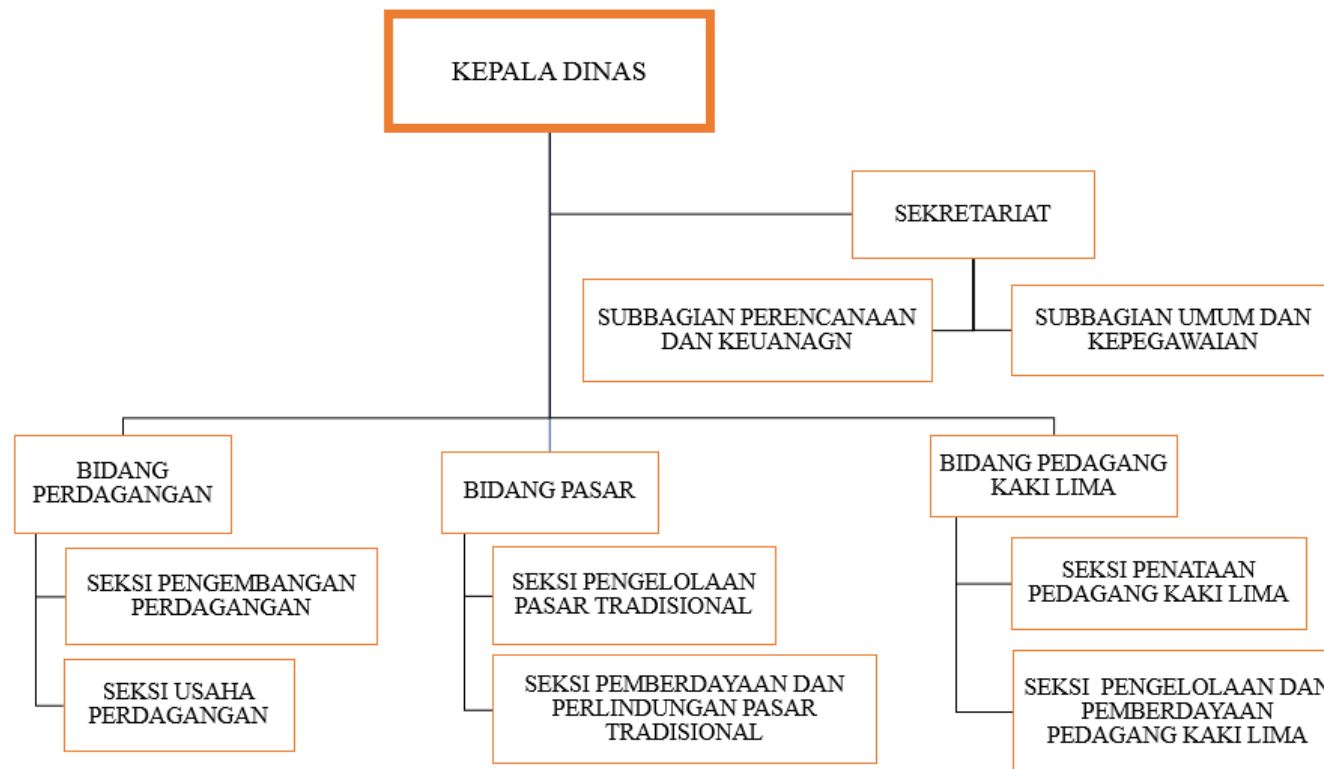 KEPALA DINAS
SEKRETARIAT
SUBBAGIAN PERENCANAAN
DAN KEUANAGN
SUBBAGIAN UMUM DAN
KEPEGAWAIAN
BIDANG
PERDAGANGAN
BIDANG PASAR
BIDANG PEDAGANG
KAKI LIMA
SEKSI PENGEMBANGAN
PERDAGANGAN
SEKSI USAHA
PERDAGANGAN
SEKSI PENGELOLAAN
PASAR TRADISIONAL
SEKSI PEMBERDAYAAN DAN
PERLINDUNGAN PASAR
TRADISIONAL
SEKSI PENATAAN
PEDAGANG KAKI LIMA
SEKSI PENGELOLAAN DAN
PEMBERDAYAAN
PEDAGANG KAKI LIMA